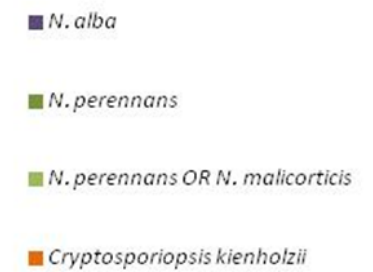 N. alba
N. perennans
N. perennans OR N. malicorticis
Cryptosporiopsis kienholzii